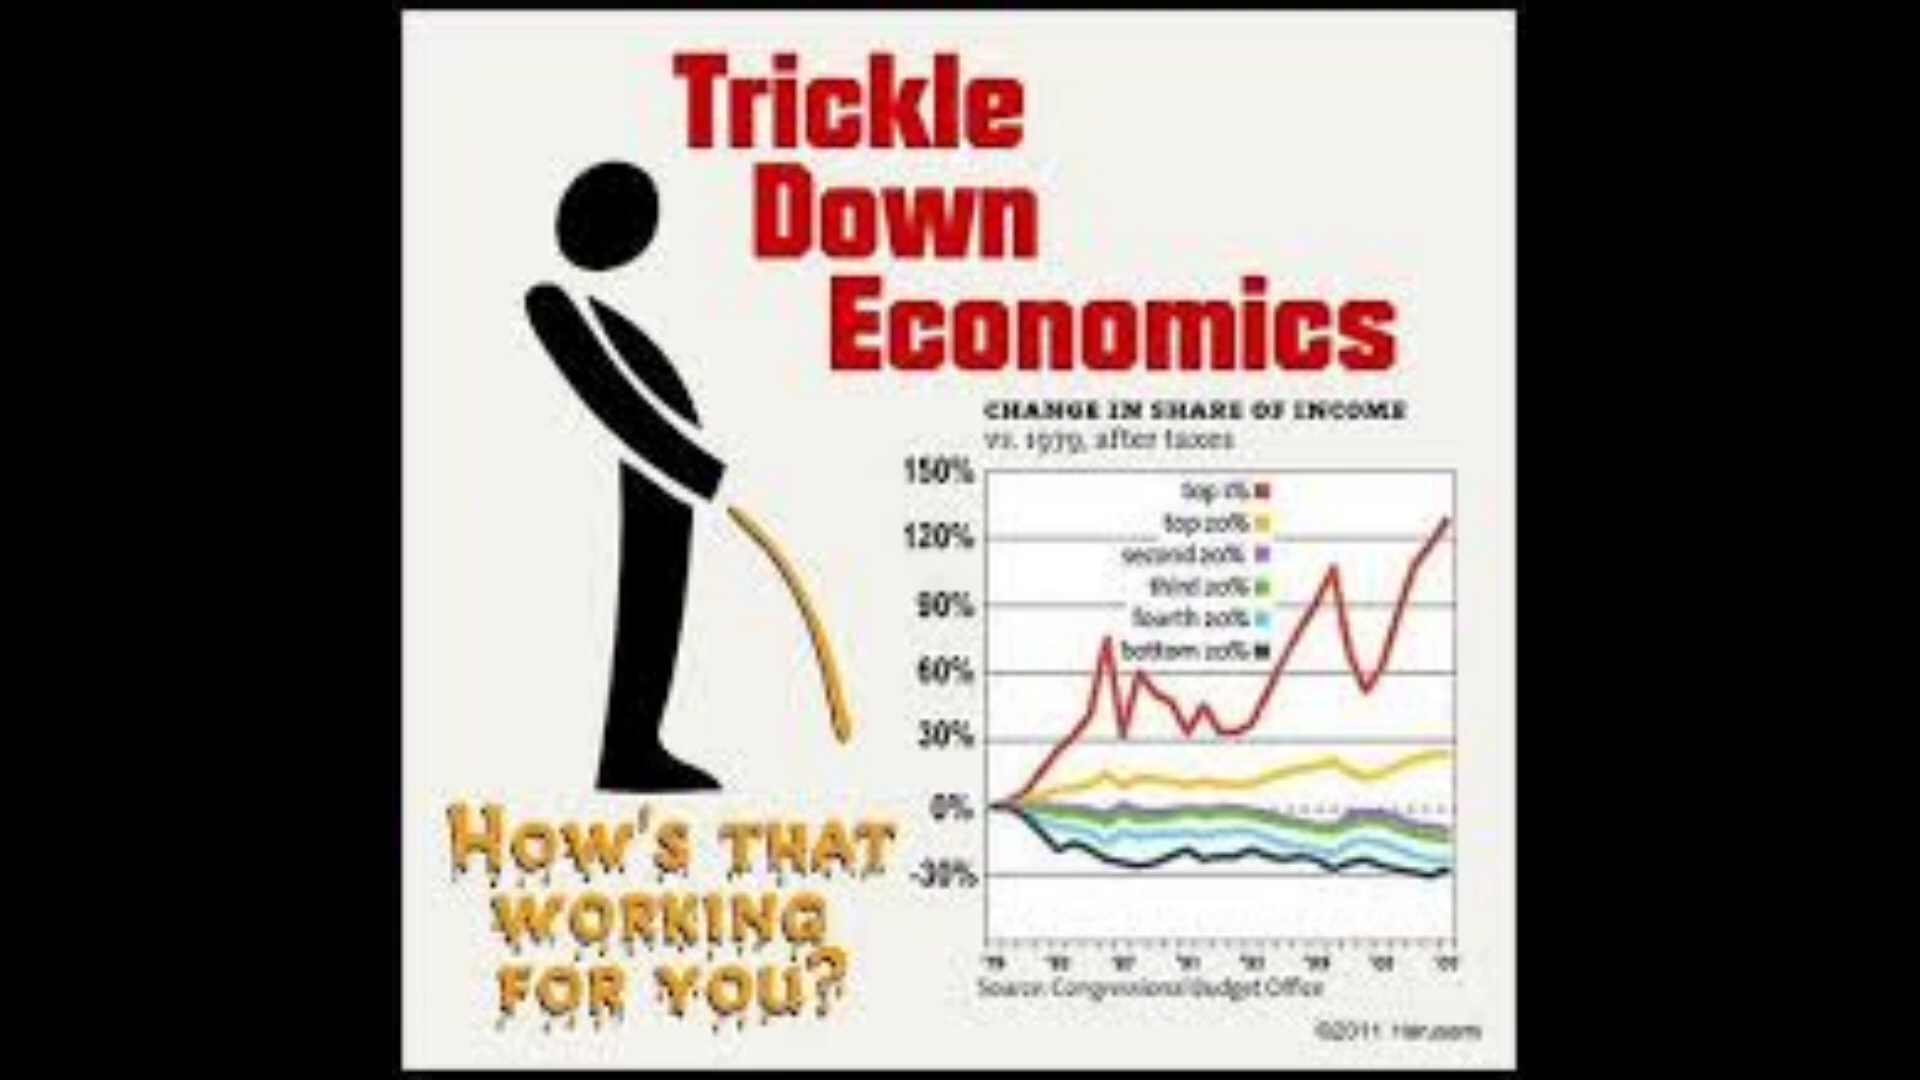 Trickle
Down
Economics
CHANGE IN SHARE OF INCOME
vs. 1979, after taxes
150%
120%
90%
60%
30%
0%
-30%
top 1%
top 20%
second 20%
third 20%
fourth 20%
bottom 20%
'79
Source: Congressional Budget Office
HOW'S THAT
WORKING
FOR YOU?
©2011